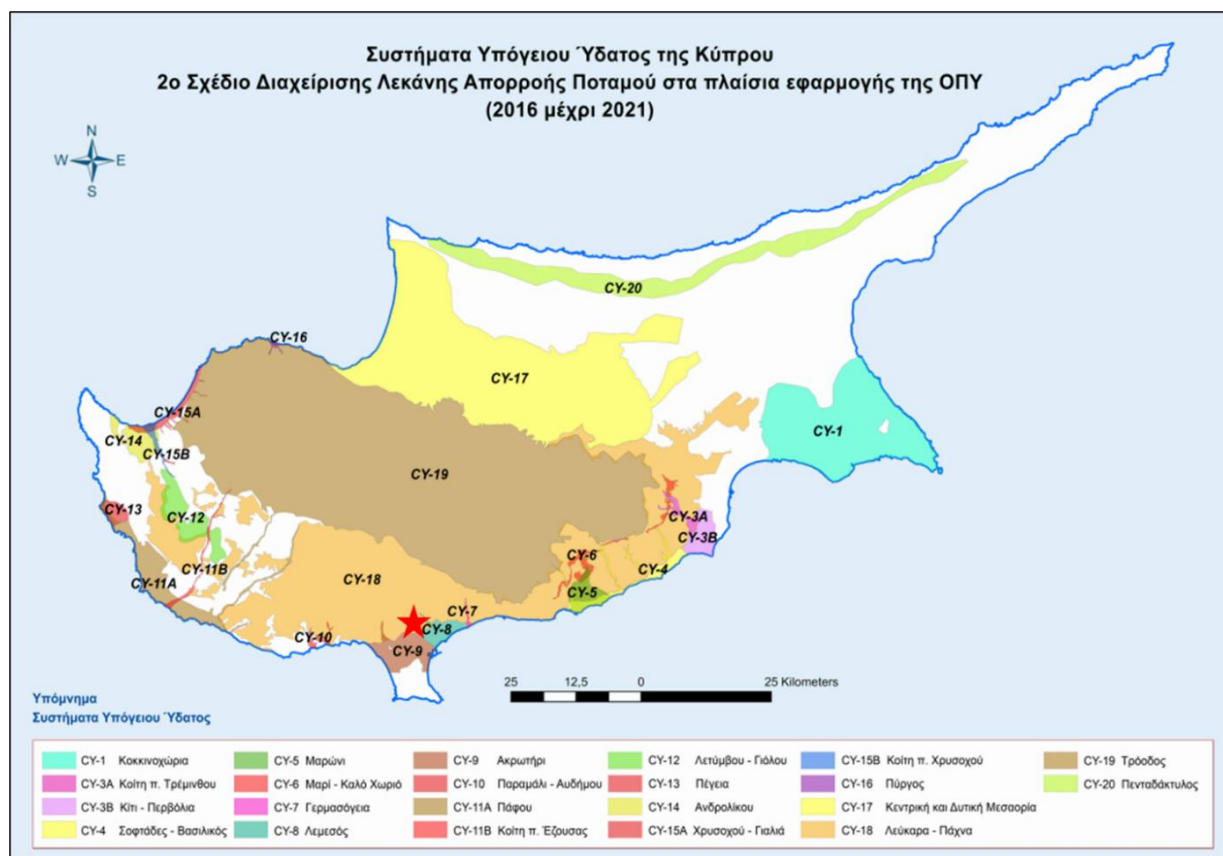 Συστήματα Υπόγειου Ύδατος της Κύπρου
2ο Σχέδιο Διαχείρισης Λεκάνης Απορροής Ποταμού στα πλαίσια εφαρμογής της ΟΠΥ
(2016 μέχρι 2021)
N
W E
S
CY-20
CY-16
CY-17
CY-15A
CY-14
CY-15B
CY-1
CY-19
CY-13
CY-12
CY-3A
CY-3B
CY-6
CY-11B
CY-4
CY-11A
CY-18
CY-5
CY-7
CY-8
CY-10
CY-9
25 12,5 0 25 Kilometers
Υπόμνημα
Συστήματα Υπόγειου Ύδατος
CY-1 Κοκκινοχώρια
CY-3A Κοίτη π. Τρέμινθου
CY-3B Κίτι - Περβόλια
CY-4 Σοφτάδες - Βασιλικός
CY-5 Μαρώνι
CY-6 Μαρί - Καλό Χωριό
CY-7 Γερμασόγεια
CY-8 Λεμεσός
CY-9 Ακρωτήρι
CY-10 Παραμάλι - Αυδήμου
CY-11A Πάφου
CY-11B Κοίτη π. Έζουσας
CY-12 Λετύμβου - Γιόλου
CY-13 Πέγεια
CY-14 Ανδρολίκου
CY-15A Χρυσοχού - Γιαλιά
CY-15B Κοίτη π. Χρυσοχού
CY-16 Πύργος
CY-17 Κεντρική και Δυτική Μεσαορία
CY-18 Λεύκαρα - Πάχνα
CY-19 Τρόοδος
CY-20 Πενταδάκτυλος